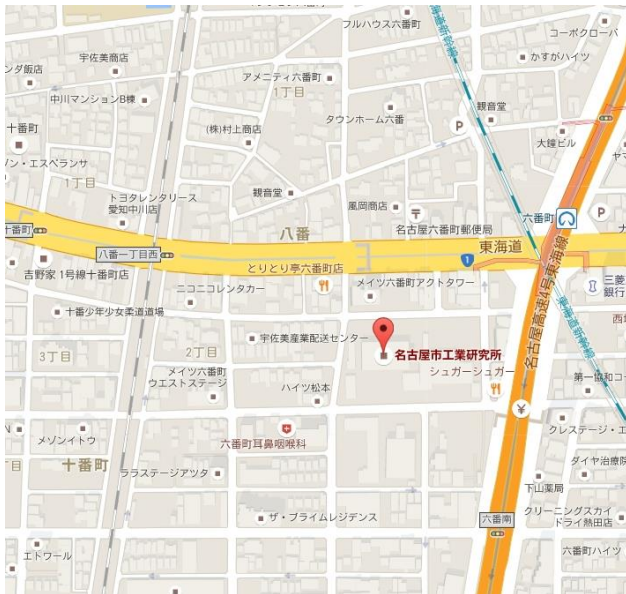 フルハウス六番町
コーポクローバ
宇佐美商店
かすがハイツ
ンダ飯店
アメニティ六番町
1丁目
中川マンションB棟
タウンホーム六番
観音堂
P
大鐘ビル
十番町
(株)村上商店
ヤマ
ゾン・エスペランサ
1丁目
観音堂
トヨタレンタリース
愛知中川店
風岡商店
六番町
P
八番
名古屋六番町郵便局
十番町
東海道
八番一丁目西
1
とりとり亭六番町店
吉野家 1号線十番町店
ニコニコレンタカー
メイツ六番町アクトタワー
三菱
銀行
名古屋高速4号東海線
十番少年少女柔道道場
西
宇佐美産業配送センター
3丁目
2丁目
名古屋市工業研究所
シュガーシュガー
メイツ六番町
ウエストステージ
第一協和コー
ハイツ松本
¥
メゾンイトウ
六番町耳鼻咽喉科
クレステージ・エ
十番町
ララステージアツタ
ダイヤ治療院
下山薬局
ザ・プライムレジデンス
六番南
クリーニングスカイ
ドライ熱田店
エトワール
六番町ハイツ